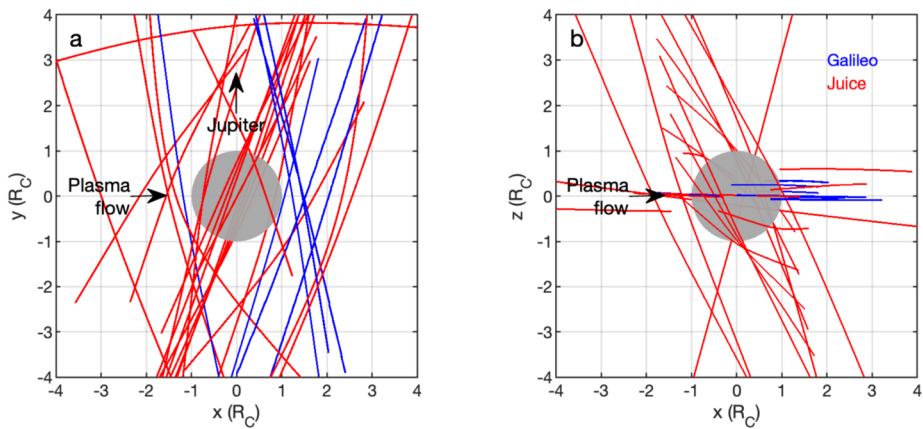 a
Jupiter
Plasma
flow
4
3
2
1
0
-1
-2
-3
-4
y (R_C)
-4 -3 -2 -1 0 1 2 3 4
x (R_C)
b
Galileo
Juice
Plasma
flow
4
3
2
1
0
-1
-2
-3
-4
z (R_C)
-4 -3 -2 -1 0 1 2 3 4
x (R_C)